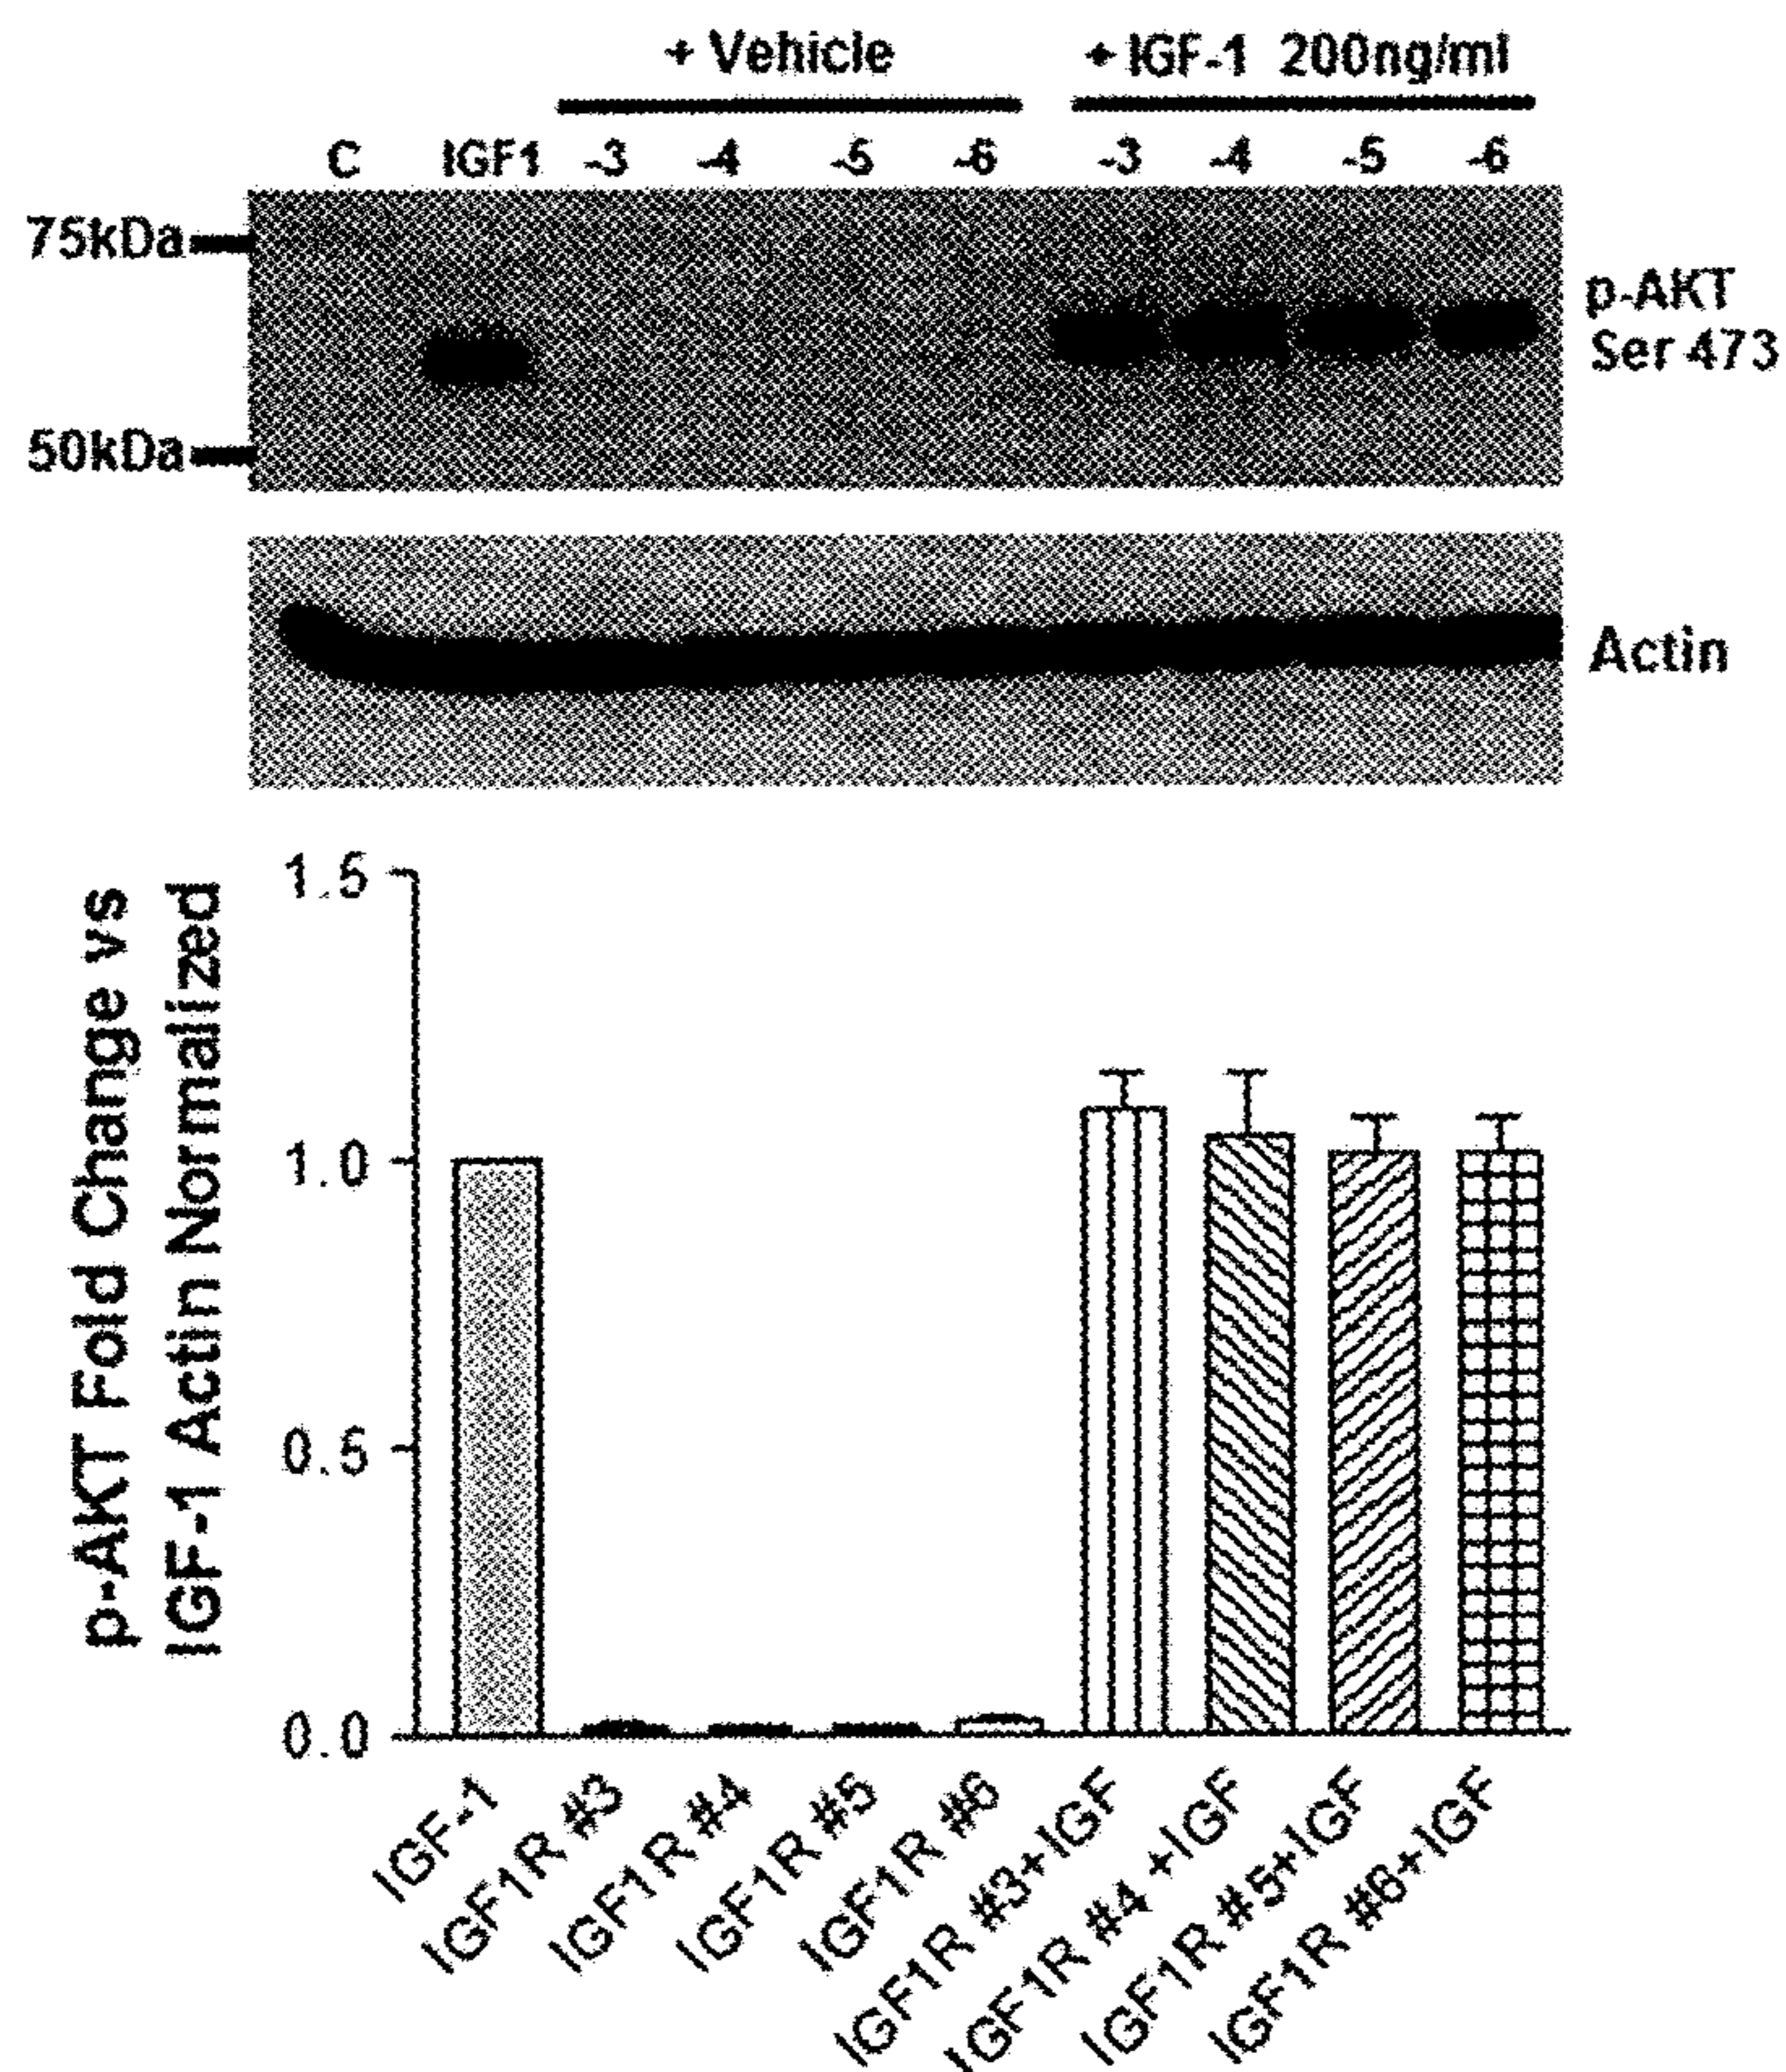 + Vehicle + IGF-1 200ng/ml
C IGF1 -3 -4 -5 -6 -3 -4 -5 -6
75kDa
p-AKT
Ser 473
50kDa
Actin
p-AKT Fold Change vs
IGF-1 Actin Normalized
1.5
1.0
0.5
0.0
IGF-1
IGF1R #3
IGF1R #4
IGF1R #5
IGF1R #6
IGF1R #3+IGF
IGF1R #4 +IGF
IGF1R #5+IGF
IGF1R #6+IGF